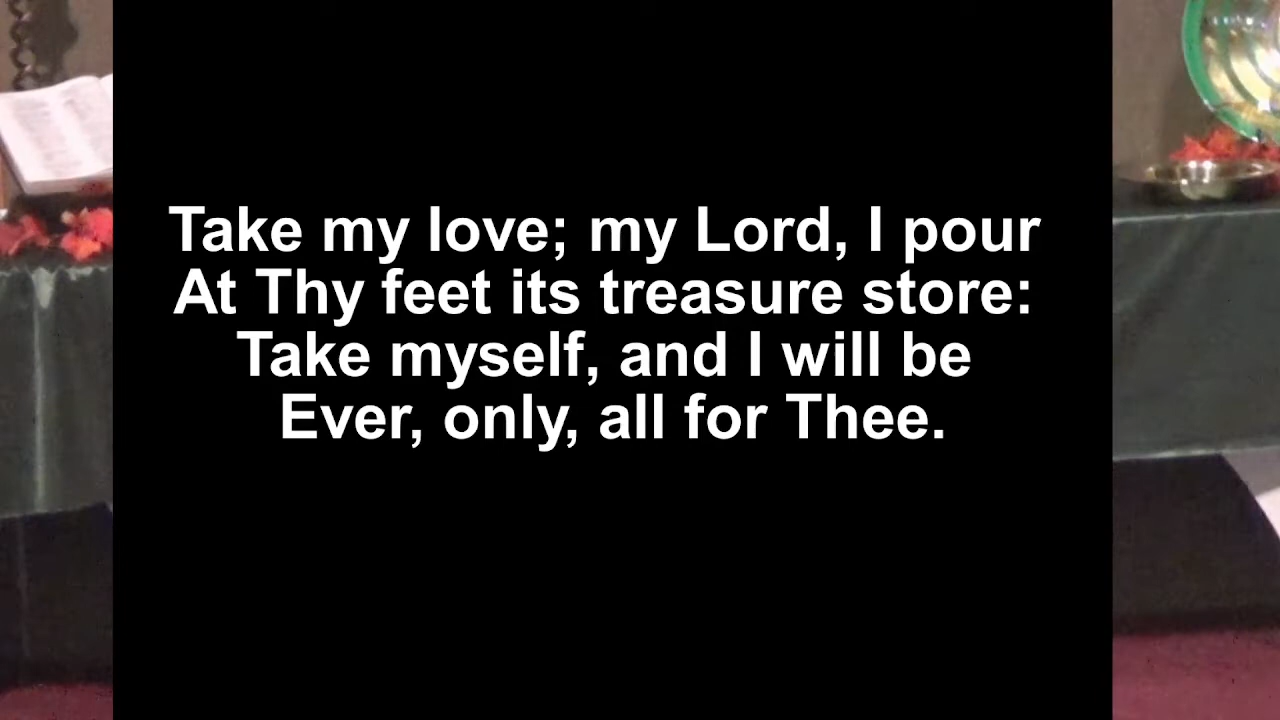 Take my love; my Lord, I pour
At Thy feet its treasure store:
Take myself, and I will be
Ever, only, all for Thee.